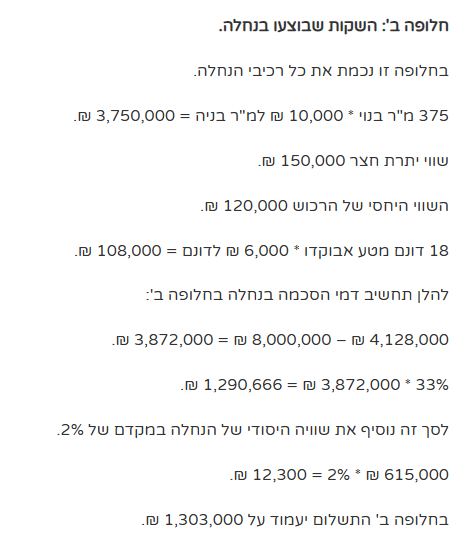 חלופה ב': השקות שבוצעו בנחלה.
בחלופה זו נכמת את כל רכיבי הנחלה.
375 מ"ר בנוי * 10,000 ₪ למ"ר בניה = 3,750,000 ₪.
שווי יתרת חצר 150,000 ₪.
השווי היחסי של הרכוש 120,000 ₪.
18 דונם מטע אבוקדו * 6,000 ₪ לדונם = 108,000 ₪.
להלן תחשיב דמי הסכמה בנחלה בחלופה ב':
4,128,000 ₪ – 8,000,000 ₪ = 3,872,000 ₪.
33% * 3,872,000 ₪ = 1,290,666 ₪.
לסך זה נוסיף את שוויה היסודי של הנחלה במקדם של 2%.
615,000 ₪ * 2% = 12,300 ₪.
בחלופה ב' התשלום יעמוד על 1,303,000 ₪.